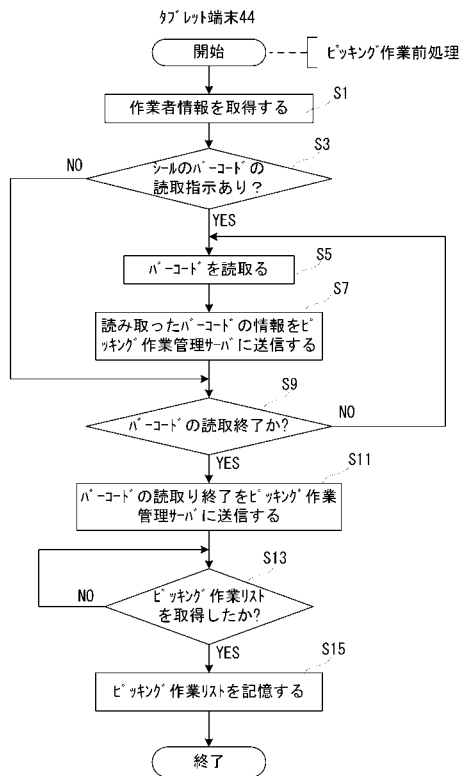 ﾀﾌﾞﾚｯﾄ端末44
開始
ﾋﾟｯｷﾝｸﾞ作業前処理
S1
作業者情報を取得する
S3
NO
ｼｰﾙのﾊﾞｰｺｰﾄﾞの
読取指示あり？
YES
S5
ﾊﾞｰｺｰﾄﾞを読取る
S7
読み取ったﾊﾞｰｺｰﾄﾞの情報をﾋﾟ
ｯｷﾝｸﾞ作業管理ｻｰﾊﾞに送信する
S9
NO
ﾊﾞｰｺｰﾄﾞの読取終了か?
YES
S11
ﾊﾞｰｺｰﾄﾞの読取り終了をﾋﾟｯｷﾝｸﾞ作業
管理ｻｰﾊﾞに送信する
S13
NO
ﾋﾟｯｷﾝｸﾞ作業ﾘｽﾄ
を取得したか?
YES
S15
ﾋﾟｯｷﾝｸﾞ作業ﾘｽﾄを記憶する
終了